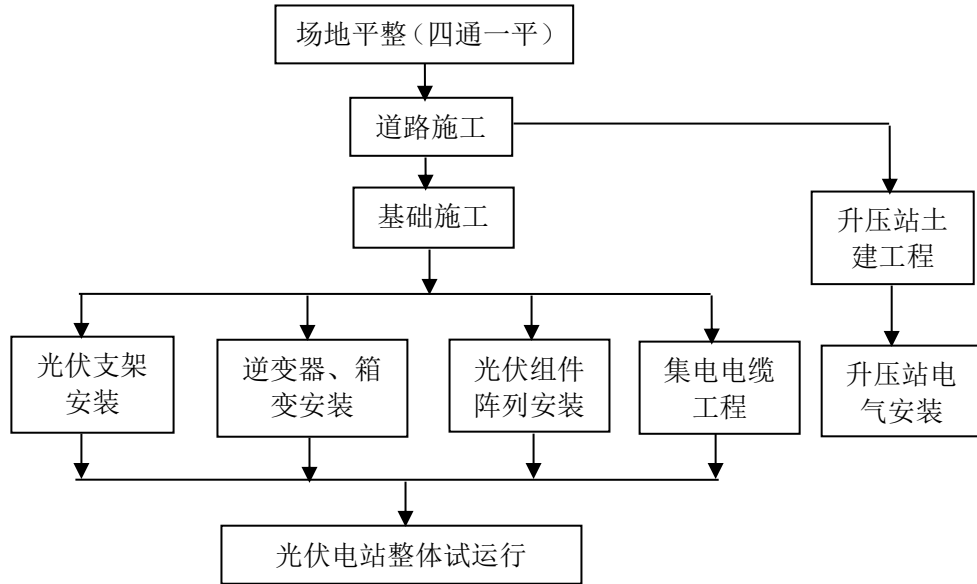 场地平整（四通一平）
道路施工
基础施工
升压站土
建工程
光伏支架
安装
逆变器、箱
变安装
光伏组件
阵列安装
集电电缆
工程
升压站电
气安装
光伏电站整体试运行